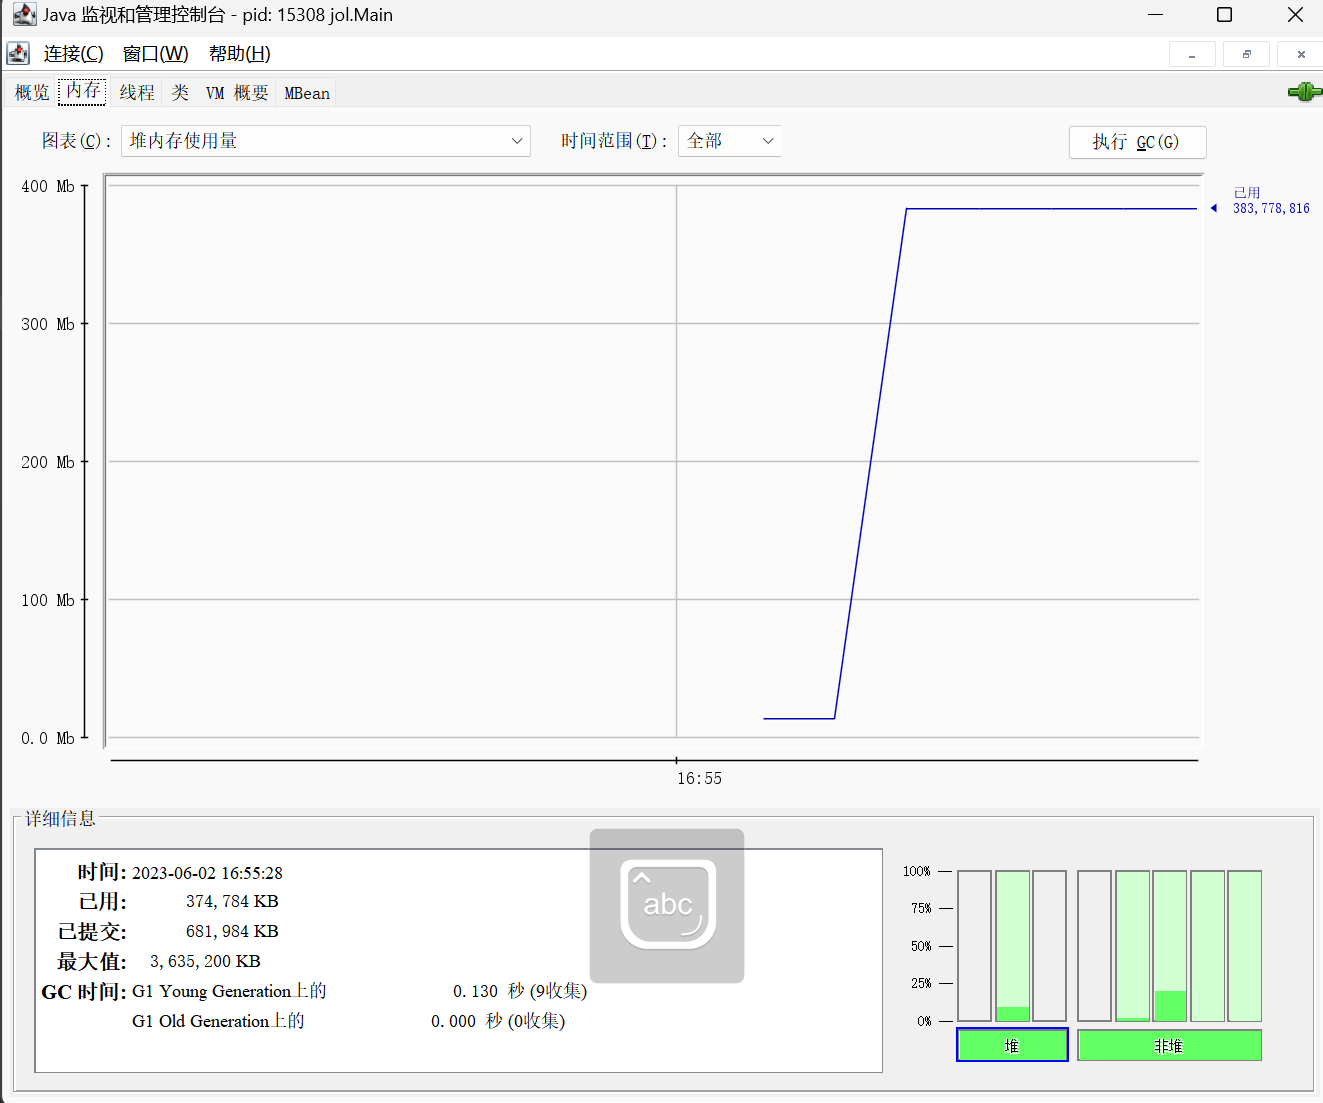 Java 监视和管理控制台 - pid: 15308 jol.Main
连接(C) 窗口(W) 帮助(H)
概览 内存 线程 类 VM 概要 MBean
图表(C): 堆内存使用量 时间范围(T): 全部 执行 GC(G)
400 Mb
已用
383,778,816
300 Mb
200 Mb
100 Mb
0.0 Mb
16:55
详细信息
时间: 2023-06-02 16:55:28
已用: 374,784 KB
已提交: 681,984 KB
最大值: 3,635,200 KB
GC 时间: G1 Young Generation上的 0.130 秒 (9收集)
G1 Old Generation上的 0.000 秒 (0收集)
abc
100%
75%
50%
25%
0%
堆 非堆